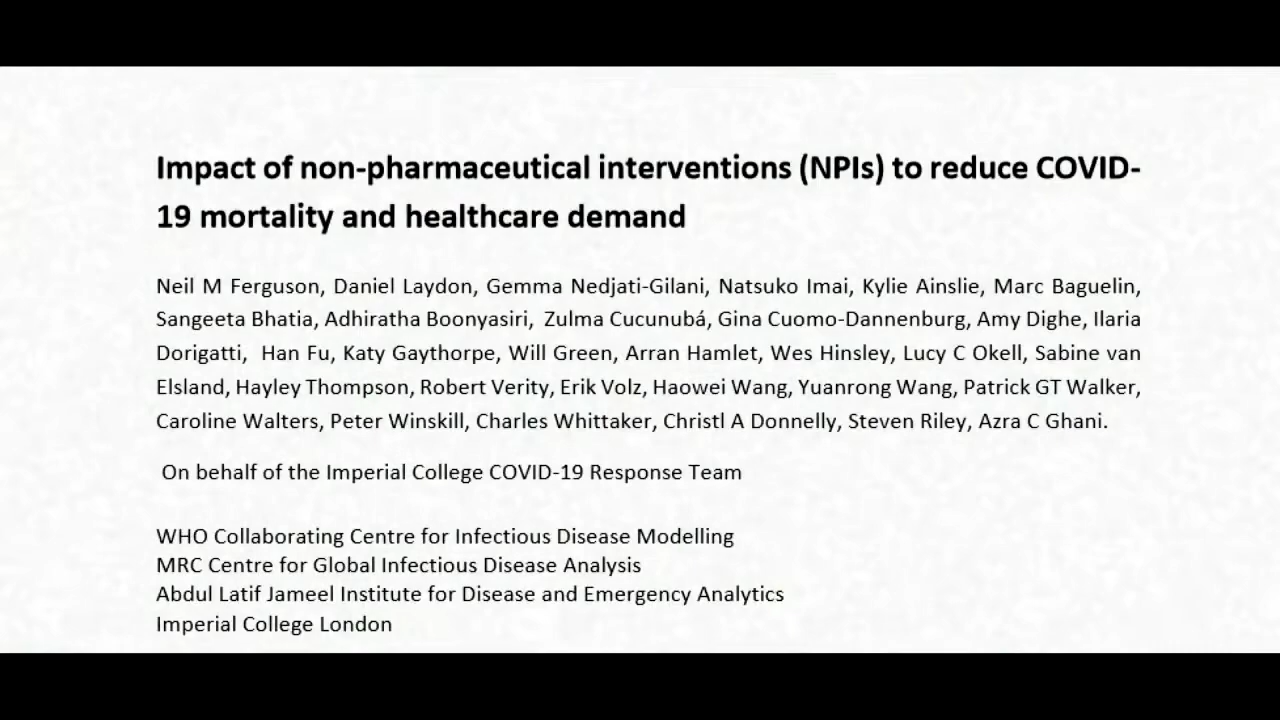 Impact of non-pharmaceutical interventions (NPIs) to reduce COVID-
19 mortality and healthcare demand
Neil M Ferguson, Daniel Laydon, Gemma Nedjati-Gilani, Natsuko Imai, Kylie Ainslie, Marc Baguelin,
Sangeeta Bhatia, Adhiratha Boonyasiri, Zulma Cucunubá, Gina Cuomo-Dannenburg, Amy Dighe, Ilaria
Dorigatti, Han Fu, Katy Gaythorpe, Will Green, Arran Hamlet, Wes Hinsley, Lucy C Okell, Sabine van
Elsland, Hayley Thompson, Robert Verity, Erik Volz, Haowei Wang, Yuanrong Wang, Patrick GT Walker,
Caroline Walters, Peter Winskill, Charles Whittaker, Christl A Donnelly, Steven Riley, Azra C Ghani.
On behalf of the Imperial College COVID-19 Response Team
WHO Collaborating Centre for Infectious Disease Modelling
MRC Centre for Global Infectious Disease Analysis
Abdul Latif Jameel Institute for Disease and Emergency Analytics
Imperial College London